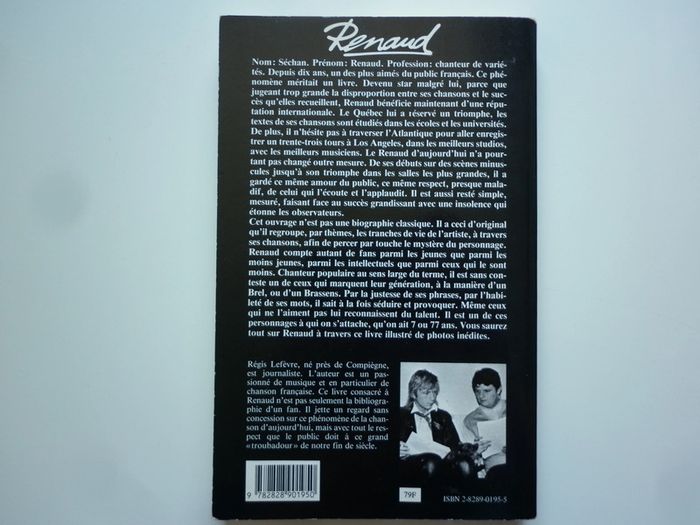 Renaud
Nom: Séchan. Prénom: Renaud. Profession: chanteur de varié-
tés. Depuis dix ans, un des plus aimés du public français. Ce phé-
nomène méritait un livre. Devenu star malgré lui, parce que
jugeant trop grande la disproportion entre ses chansons et le suc-
cès qu'elles recueillent, Renaud bénéficie maintenant d'une répu-
tation internationale. Le Québec lui a réservé un triomphe, les
textes de ses chansons sont étudiés dans les écoles et les universités.
De plus, il n'hésite pas à traverser l'Atlantique pour aller enregis-
trer un trente-trois tours à Los Angeles, dans les meilleurs studios,
avec les meilleurs musiciens. Le Renaud d'aujourd'hui n'a pour-
tant pas changé outre mesure. De ses débuts sur des scènes minus-
cules jusqu'à son triomphe dans les salles les plus grandes, il a
gardé ce même amour du public, ce même respect, presque mala-
dif, de celui qui l'écoute et l'applaudit. Il est aussi resté simple,
mesuré, faisant face au succès grandissant avec une insolence qui
étonne les observateurs.
Cet ouvrage n'est pas une biographie classique. Il a ceci d'original
qu'il regroupe, par thèmes, les tranches de vie de l'artiste, à travers
ses chansons, afin de percer par touche le mystère du personnage.
Renaud compte autant de fans parmi les jeunes que parmi les
moins jeunes, parmi les intellectuels que parmi ceux qui le sont
moins. Chanteur populaire au sens large du terme, il est sans con-
teste un de ceux qui marquent leur génération, à la manière d'un
Brel, ou d'un Brassens. Par la justesse de ses phrases, par l'habi-
leté de ses mots, il sait à la fois séduire et provoquer. Même ceux
qui ne l'aiment pas lui reconnaissent du talent. Il est un de ces
personnages à qui on s'attache, qu'on ait 7 ou 77 ans. Vous saurez
tout sur Renaud à travers ce livre illustré de photos inédites.
Régis Lefèvre, né près de Compiègne,
est journaliste. L'auteur est un pas-
sionné de musique et en particulier de
chanson française. Ce livre consacré à
Renaud n'est pas seulement la bibliogra-
phie d'un fan. Il jette un regard sans
concession sur ce phénomène de la chan-
son d'aujourd'hui, mais avec tout le res-
pect que le public doit à ce grand
«troubadour» de notre fin de siècle.
9 782828 901950
79F
ISBN 2-8289-0195-5